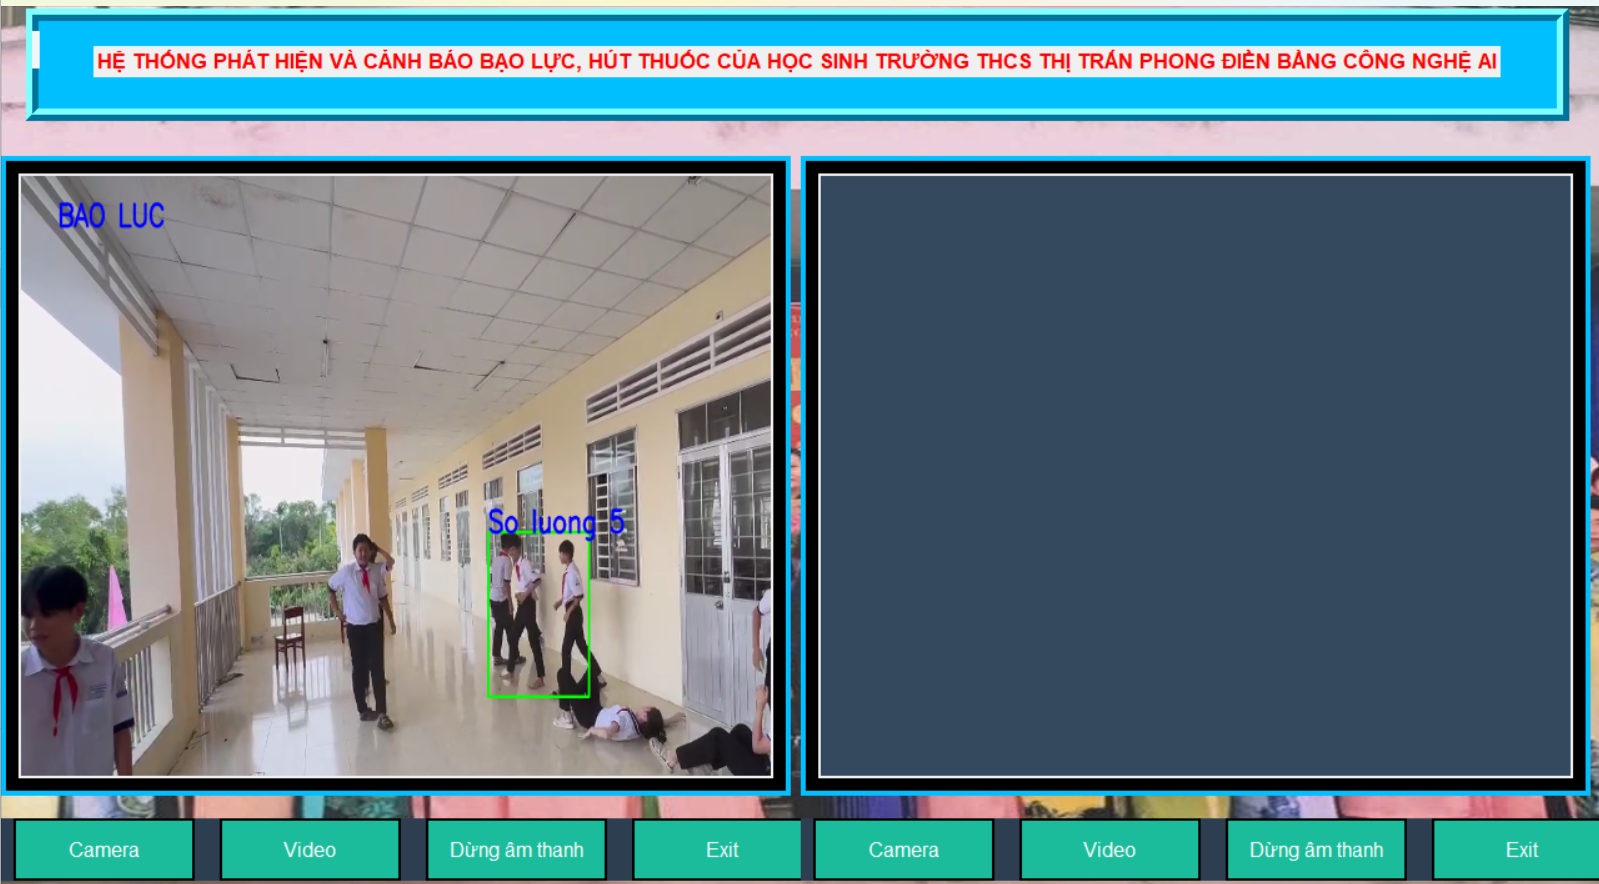 HỆ THỐNG PHÁT HIỆN VÀ CẢNH BÁO BẠO LỰC, HÚT THUỐC CỦA HỌC SINH TRƯỜNG THCS THỊ TRẤN PHONG ĐIỀN BẰNG CÔNG NGHỆ AI
BAO LUC
So luong 5
Camera
Video
Dừng âm thanh
Exit
Camera
Video
Dừng âm thanh
Exit